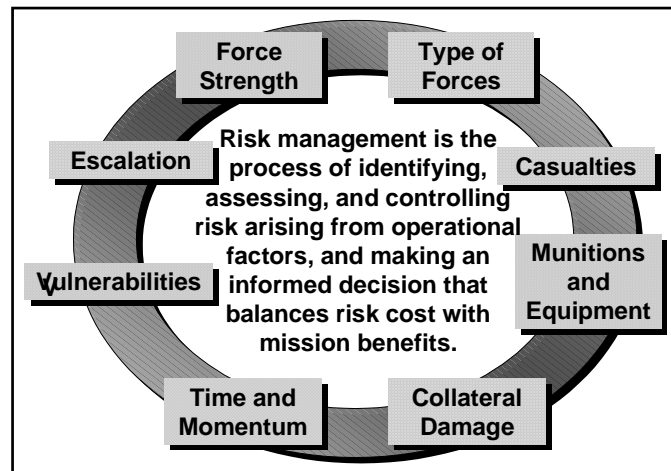 Force
Strength
Type of
Forces
Escalation
Risk management is the
process of identifying,
assessing, and controlling
risk arising from operational
factors, and making an
informed decision that
balances risk cost with
mission benefits.
Casualties
Vulnerabilities
Munitions
and
Equipment
Time and
Momentum
Collateral
Damage